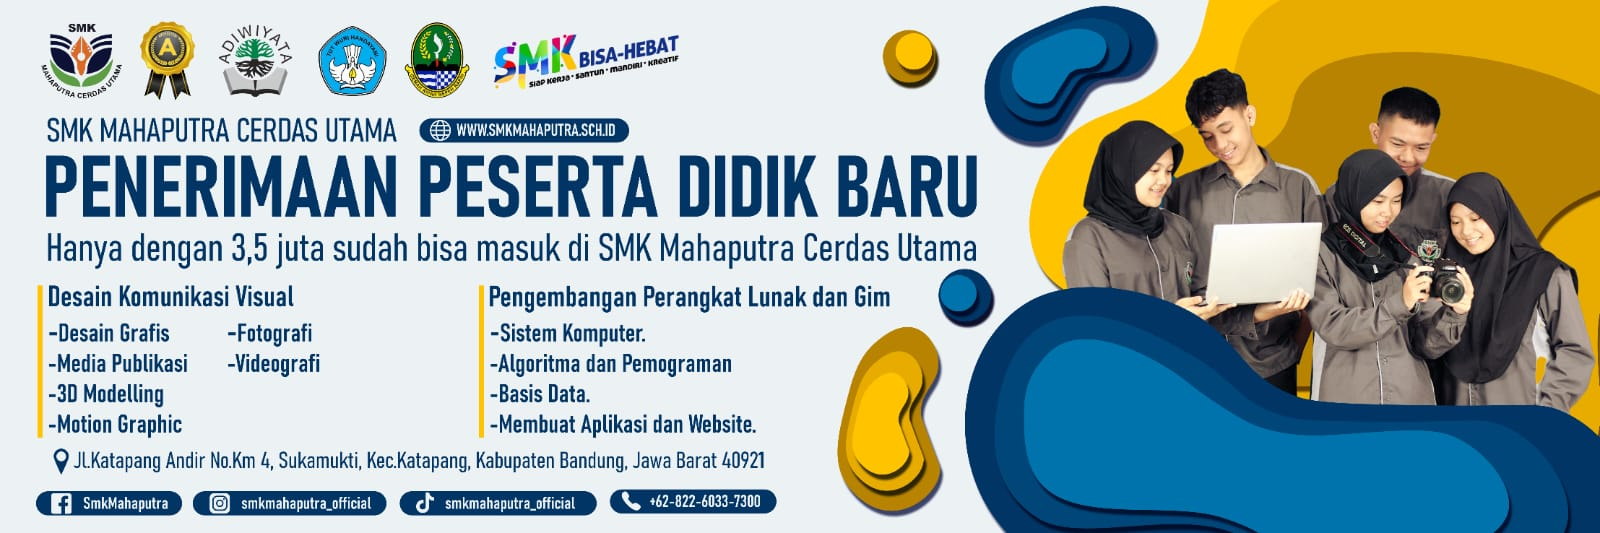 SMK
MAHAPUTRA CERDAS UTAMA
A
ADIWIYATA
TUT WURI HANDAYANI
SMK BISA-HEBAT
SIAP KERJA • SANTUN • MANDIRI • KREATIF
SMK MAHAPUTRA CERDAS UTAMA
WWW.SMKMAHAPUTRA.SCH.ID
PENERIMAAN PESERTA DIDIK BARU
Hanya dengan 3,5 juta sudah bisa masuk di SMK Mahaputra Cerdas Utama
Desain Komunikasi Visual
-Desain Grafis
-Media Publikasi
-3D Modelling
-Motion Graphic
-Fotografi
-Videografi
Pengembangan Perangkat Lunak dan Gim
-Sistem Komputer.
-Algoritma dan Pemograman
-Basis Data.
-Membuat Aplikasi dan Website.
Jl.Katapang Andir No.Km 4, Sukamukti, Kec.Katapang, Kabupaten Bandung, Jawa Barat 40921
SmkMahaputra
smkmahaputra_official
smkmahaputra_official
+62-822-6033-7300